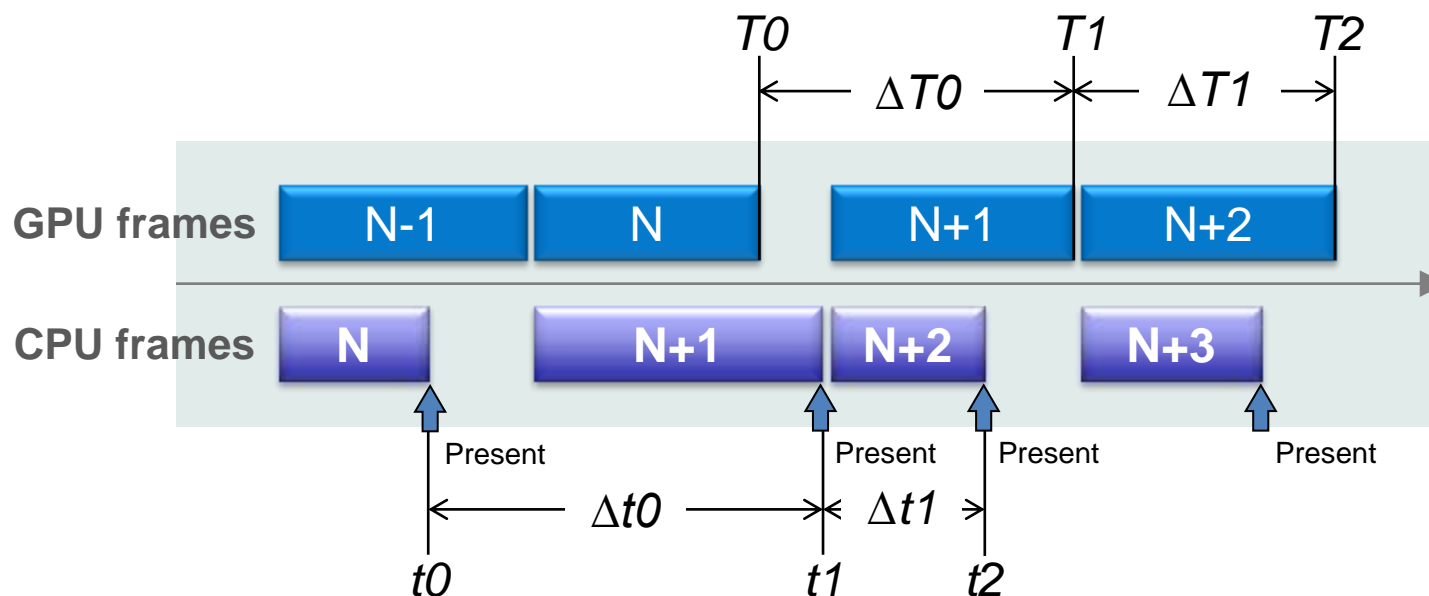 T0 T1 T2
ΔT0 ΔT1
GPU frames N-1 N N+1 N+2
CPU frames N N+1 N+2 N+3
Present Present Present Present
Δt0 Δt1
t0 t1 t2